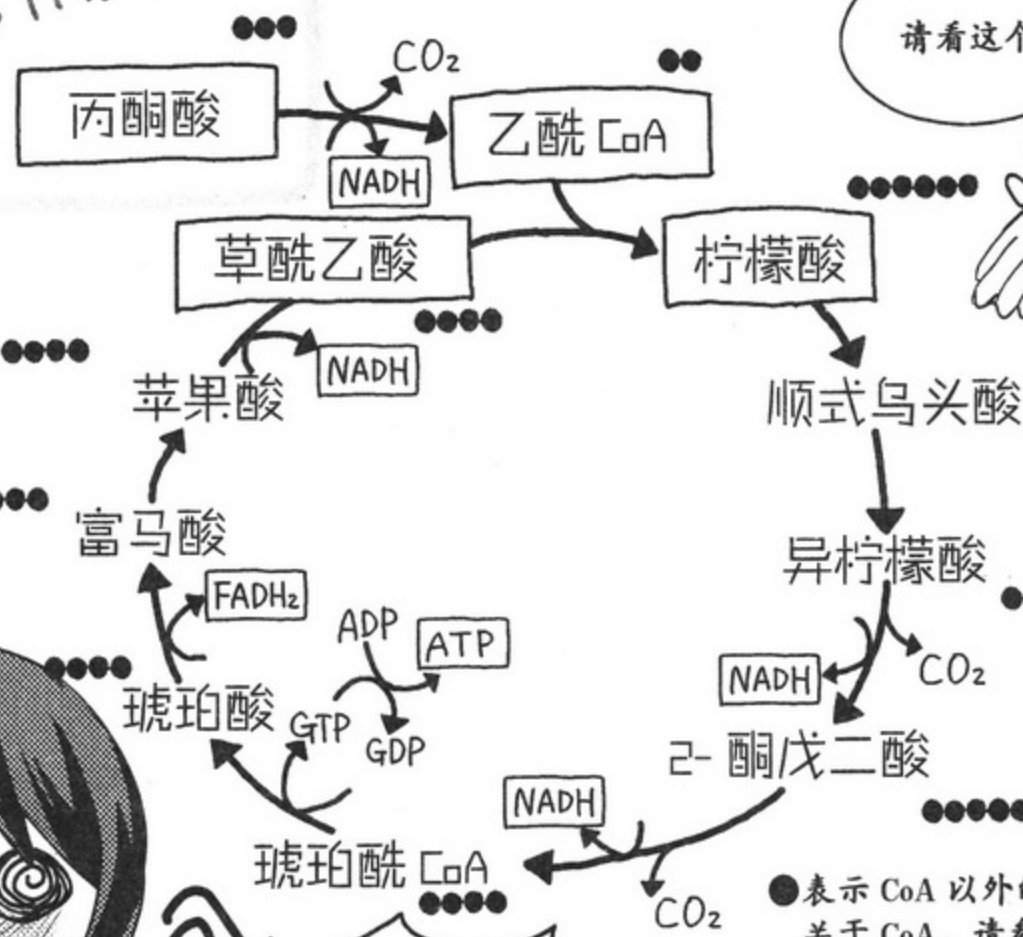 请看这个
CO₂
丙酮酸
乙酰 CoA
NADH
草酰乙酸
柠檬酸
NADH
苹果酸
顺式乌头酸
富马酸
异柠檬酸
FADH₂
ADP
ATP
NADH
CO₂
琥珀酸
GTP
GDP
2-酮戊二酸
NADH
琥珀酰 CoA
CO₂
●表示 CoA 以外
关于 CoA